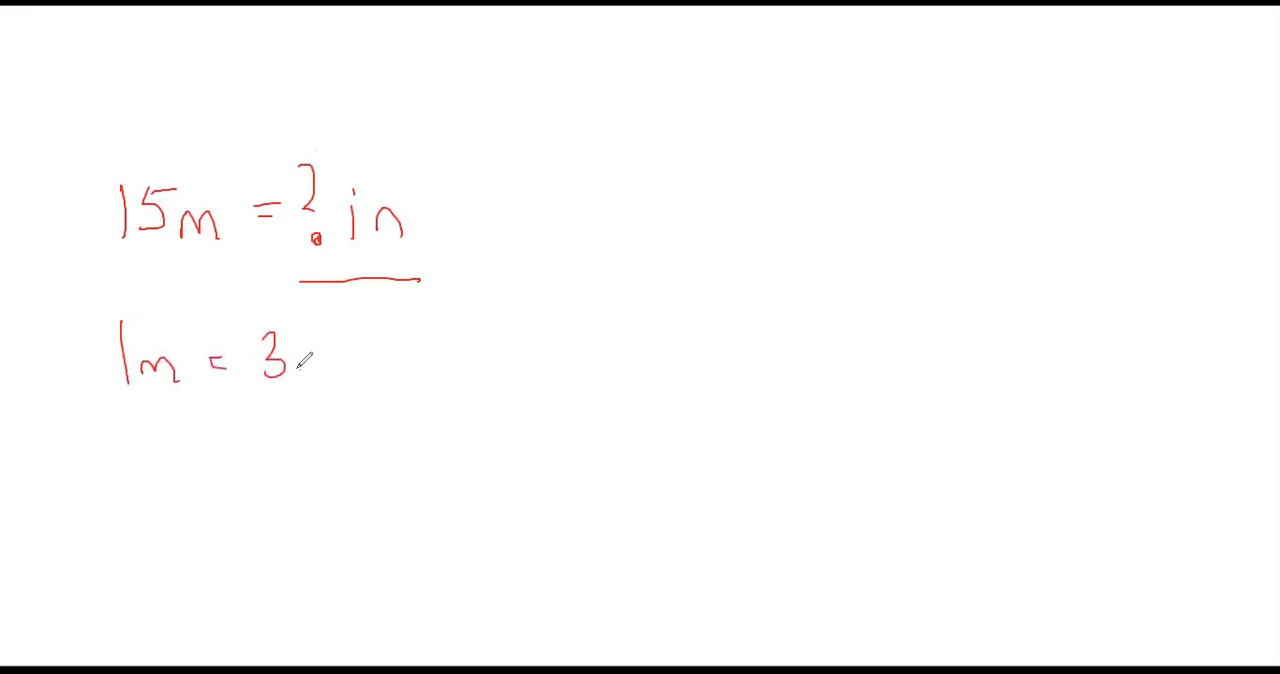 15m = ? in
1m = 3